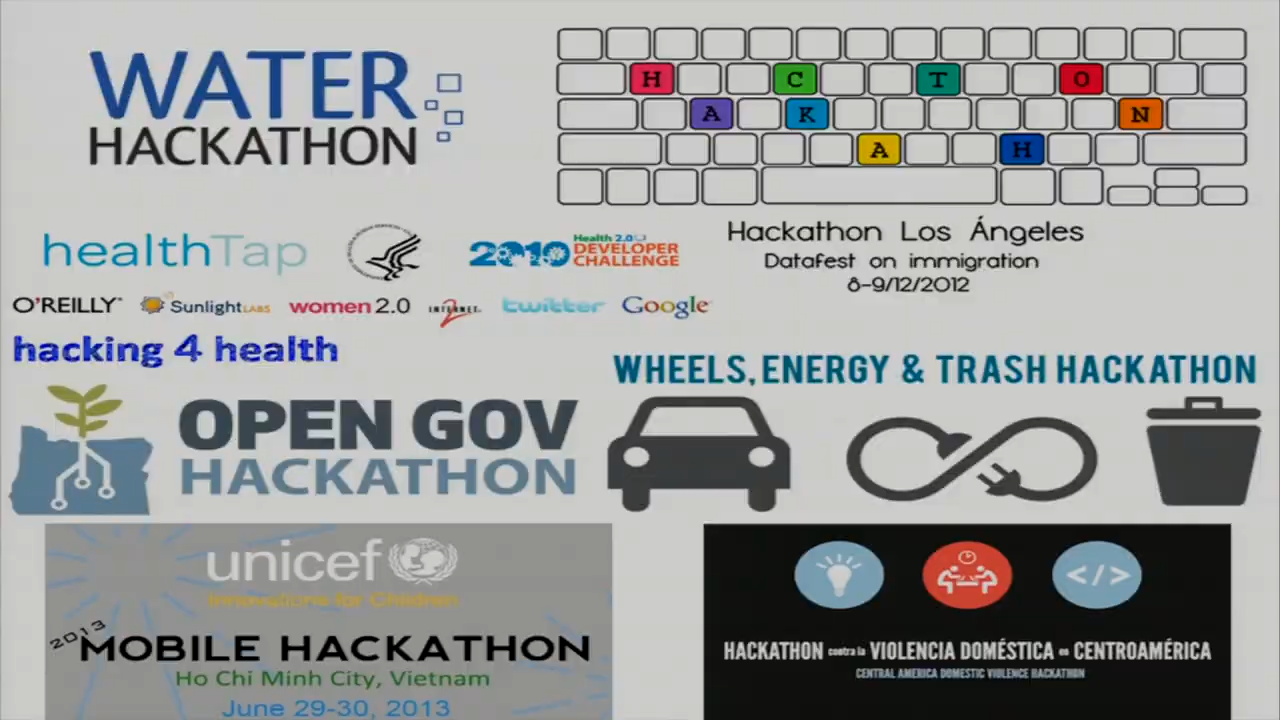 WATER
HACKATHON
H C T O
A K N
A H
Hackathon Los Ángeles
Datafest on immigration
8-9/12/2012
healthTap
2010 Health 2.0 DEVELOPER CHALLENGE
O'REILLY SunlightLABS women 2.0 INTERNET2 twitter Google
hacking 4 health
WHEELS, ENERGY & TRASH HACKATHON
OPEN GOV
HACKATHON
unicef
Innovations for Children
2013 MOBILE HACKATHON
Ho Chi Minh City, Vietnam
June 29-30, 2013
</>
HACKATHON contra la VIOLENCIA DOMÉSTICA en CENTROAMÉRICA
CENTRAL AMERICA DOMESTIC VIOLENCE HACKATHON